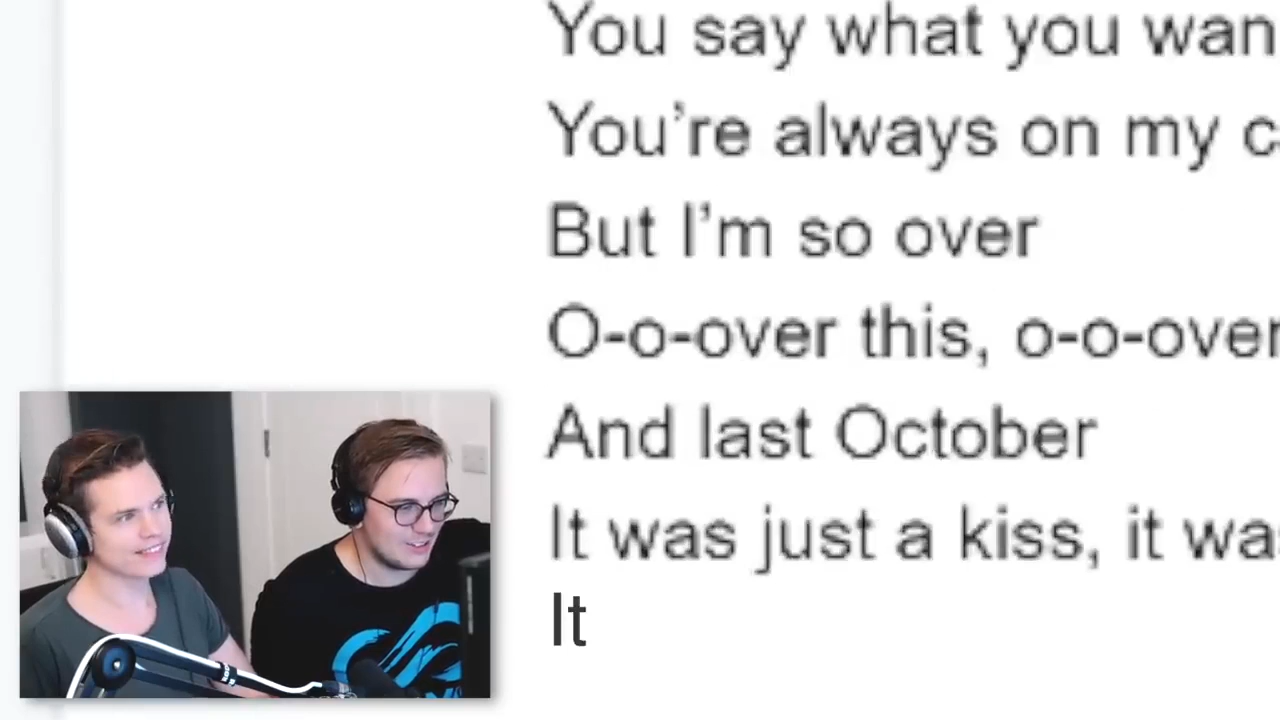 You say what you wan
You’re always on my c
But I’m so over
O-o-over this, o-o-over
And last October
It was just a kiss, it was
It